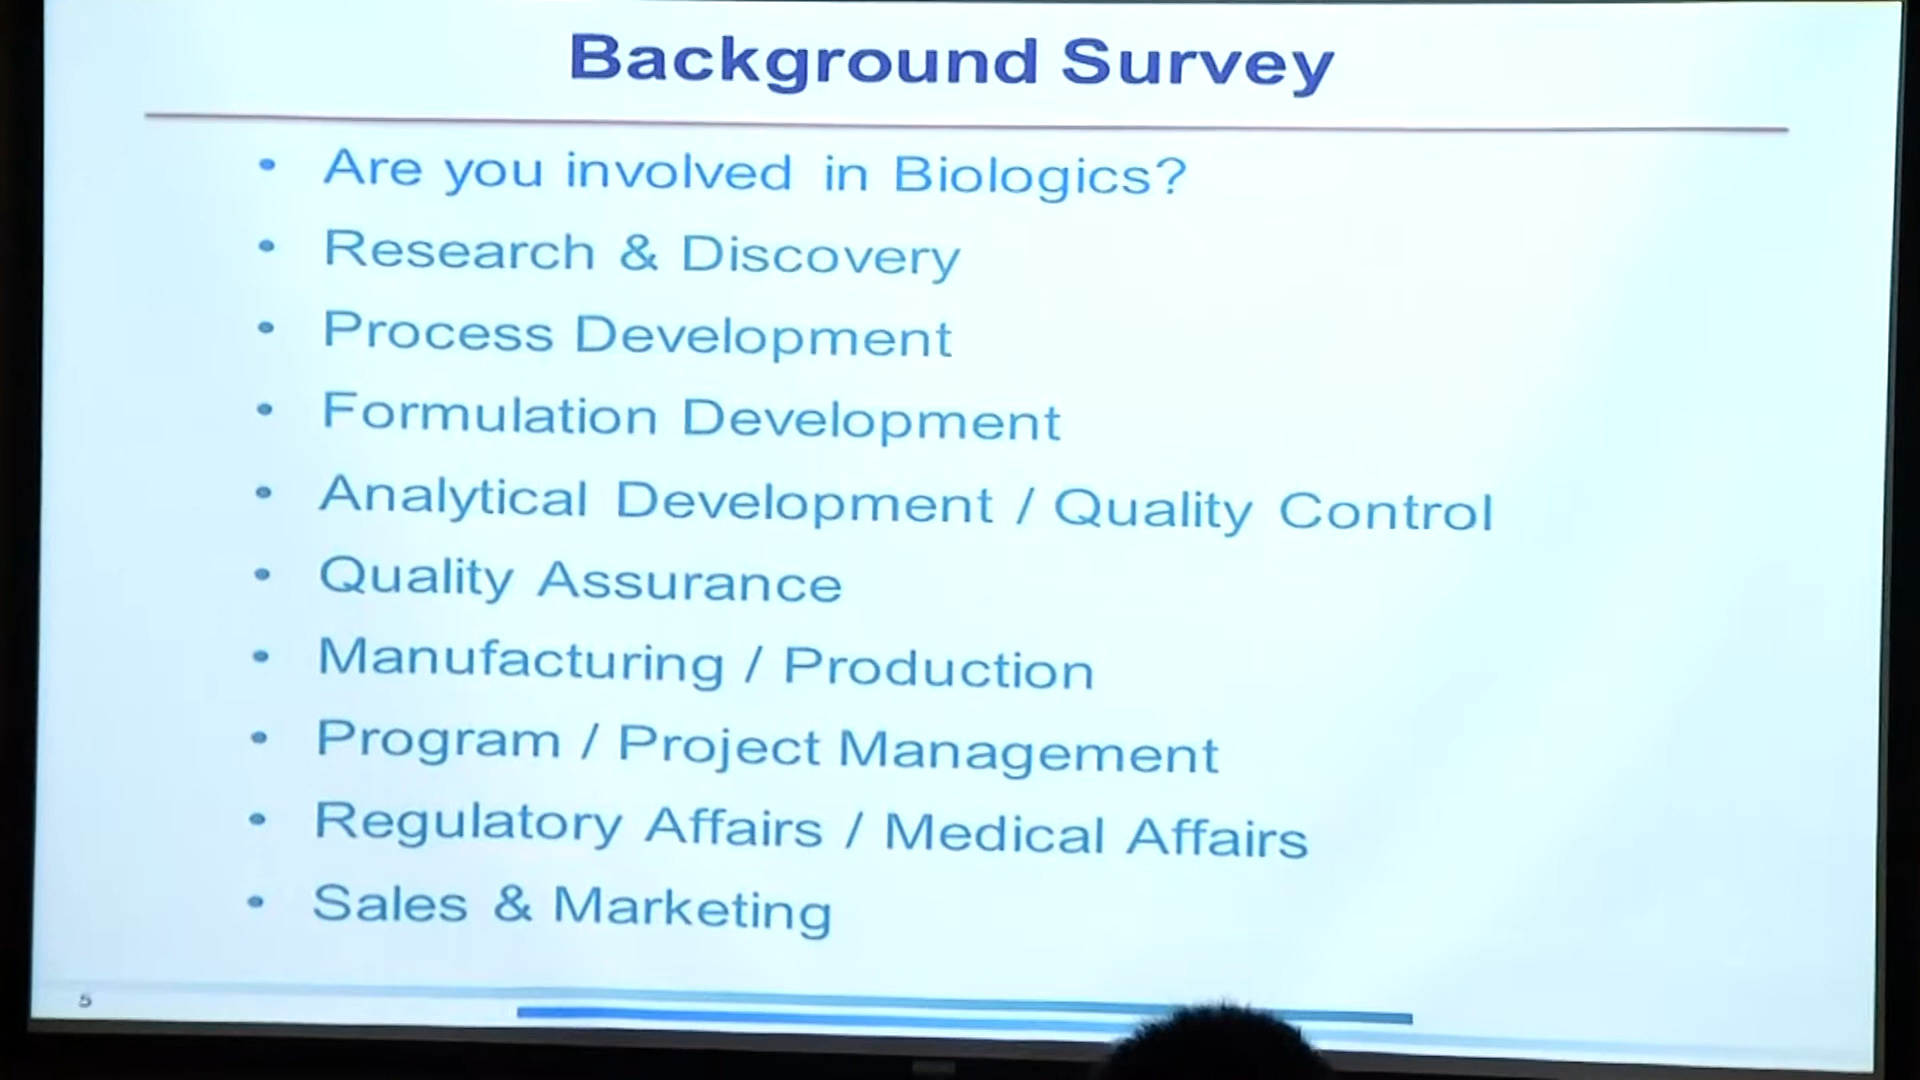 Background Survey
• Are you involved in Biologics?
• Research & Discovery
• Process Development
• Formulation Development
• Analytical Development / Quality Control
• Quality Assurance
• Manufacturing / Production
• Program / Project Management
• Regulatory Affairs / Medical Affairs
• Sales & Marketing
5